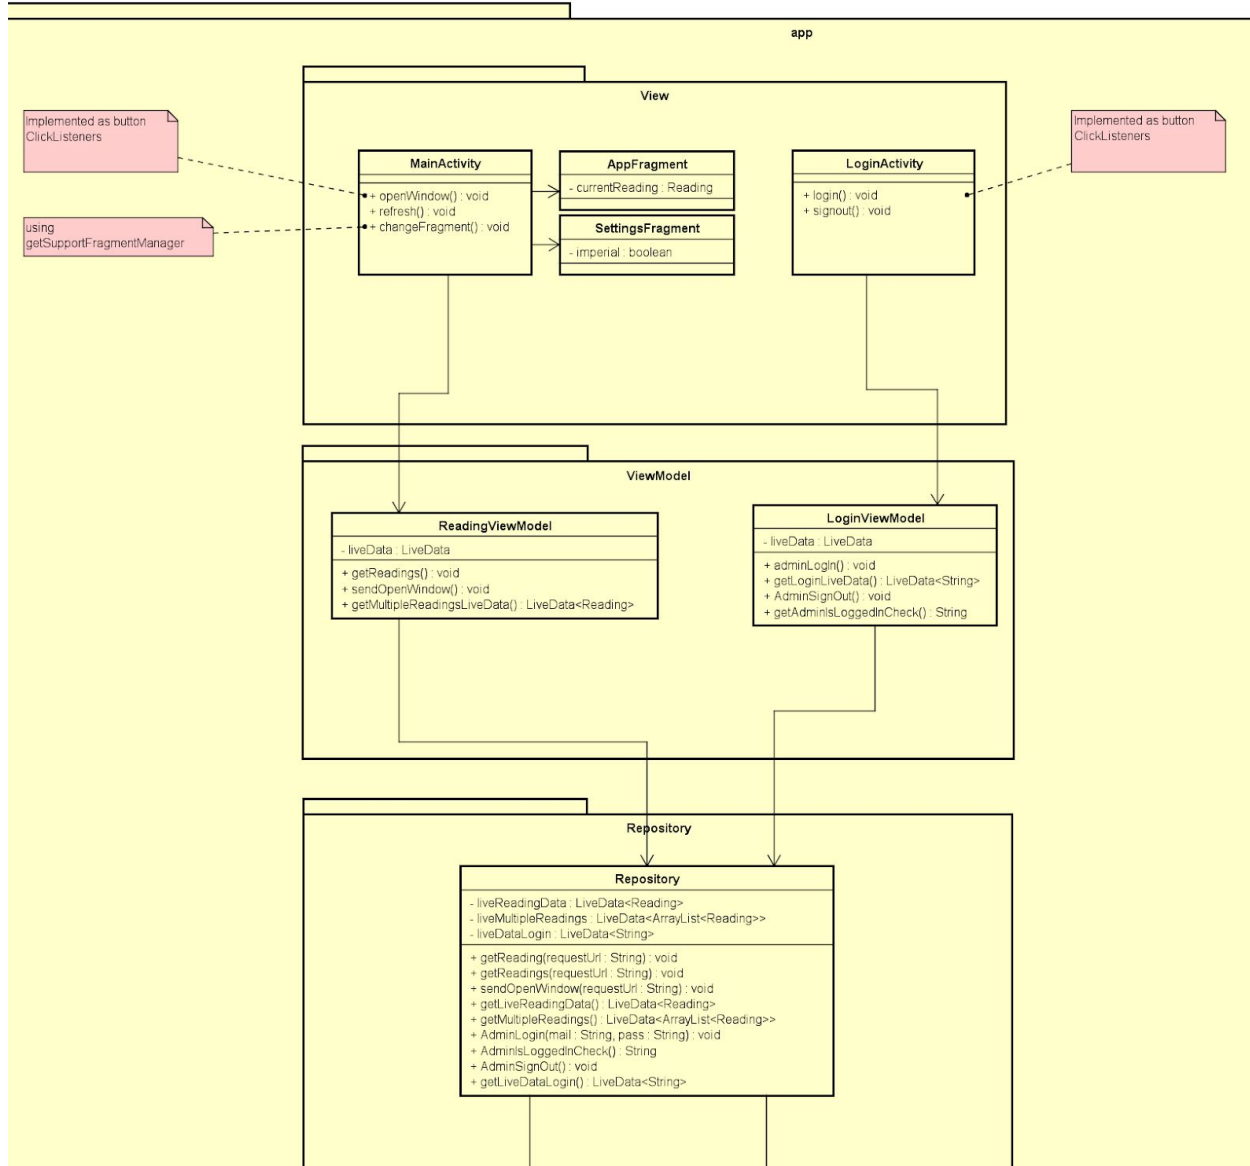 app
View
Implemented as button
ClickListeners
Implemented as button
ClickListeners
using
getSupportFragmentManager
MainActivity
+ openWindow() : void
+ refresh() : void
+ changeFragment() : void
AppFragment
- currentReading : Reading
SettingsFragment
- imperial : boolean
LoginActivity
+ login() : void
+ signout() : void
ViewModel
ReadingViewModel
- liveData : LiveData
+ getReadings() : void
+ sendOpenWindow() : void
+ getMultipleReadingsLiveData() : LiveData<Reading>
LoginViewModel
- liveData : LiveData
+ adminLogIn() : void
+ getLoginLiveData() : LiveData<String>
+ AdminSignOut() : void
+ getAdminIsLoggedInCheck() : String
Repository
Repository
- liveReadingData : LiveData<Reading>
- liveMultipleReadings : LiveData<ArrayList<Reading>>
- liveDataLogin : LiveData<String>
+ getReading(requestUrl : String) : void
+ getReadings(requestUrl : String) : void
+ sendOpenWindow(requestUrl : String) : void
+ getLiveReadingData() : LiveData<Reading>
+ getMultipleReadings() : LiveData<ArrayList<Reading>>
+ AdminLogin(mail : String, pass : String) : void
+ AdminIsLoggedInCheck() : String
+ AdminSignOut() : void
+ getLiveDataLogin() : LiveData<String>